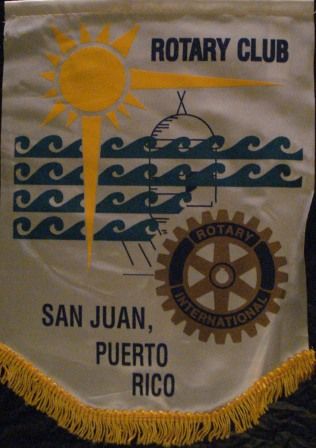 ROTARY CLUB
ROTARY
INTERNATIONAL
SAN JUAN,
PUERTO
RICO